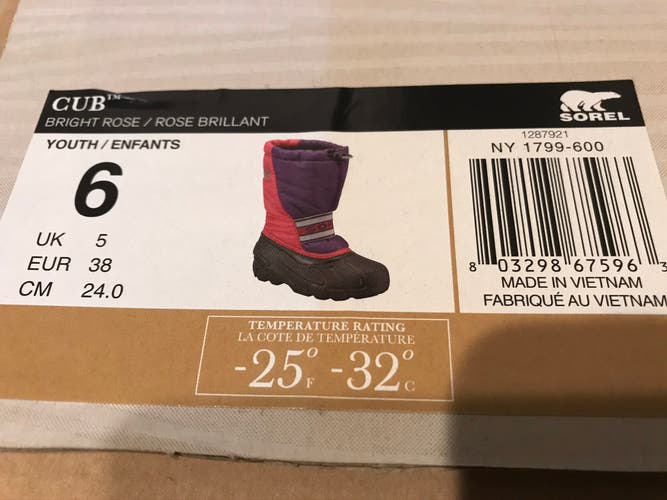 CUB™
BRIGHT ROSE / ROSE BRILLANT
YOUTH / ENFANTS
6
UK 5
EUR 38
CM 24.0
SOREL
1287921
NY 1799-600
8 03298 67596 3
MADE IN VIETNAM
FABRIQUÉ AU VIETNAM
TEMPERATURE RATING
LA COTE DE TEMPÉRATURE
-25°F -32°C